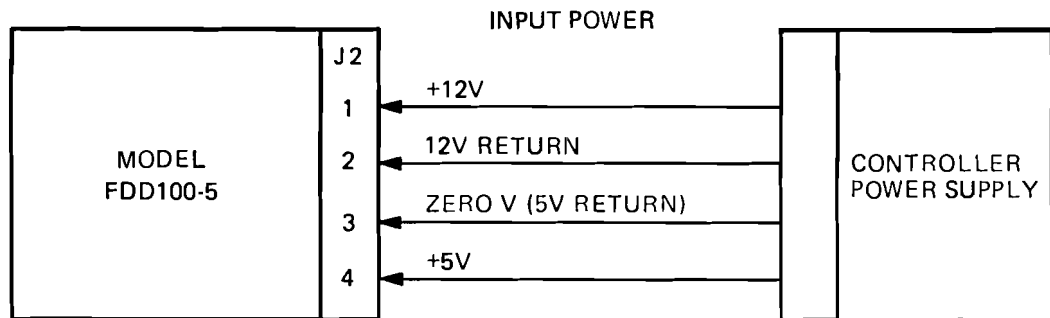 INPUT POWER
J2
1
+12V
2
12V RETURN
3
ZERO V (5V RETURN)
4
+5V
MODEL
FDD100-5
CONTROLLER
POWER SUPPLY